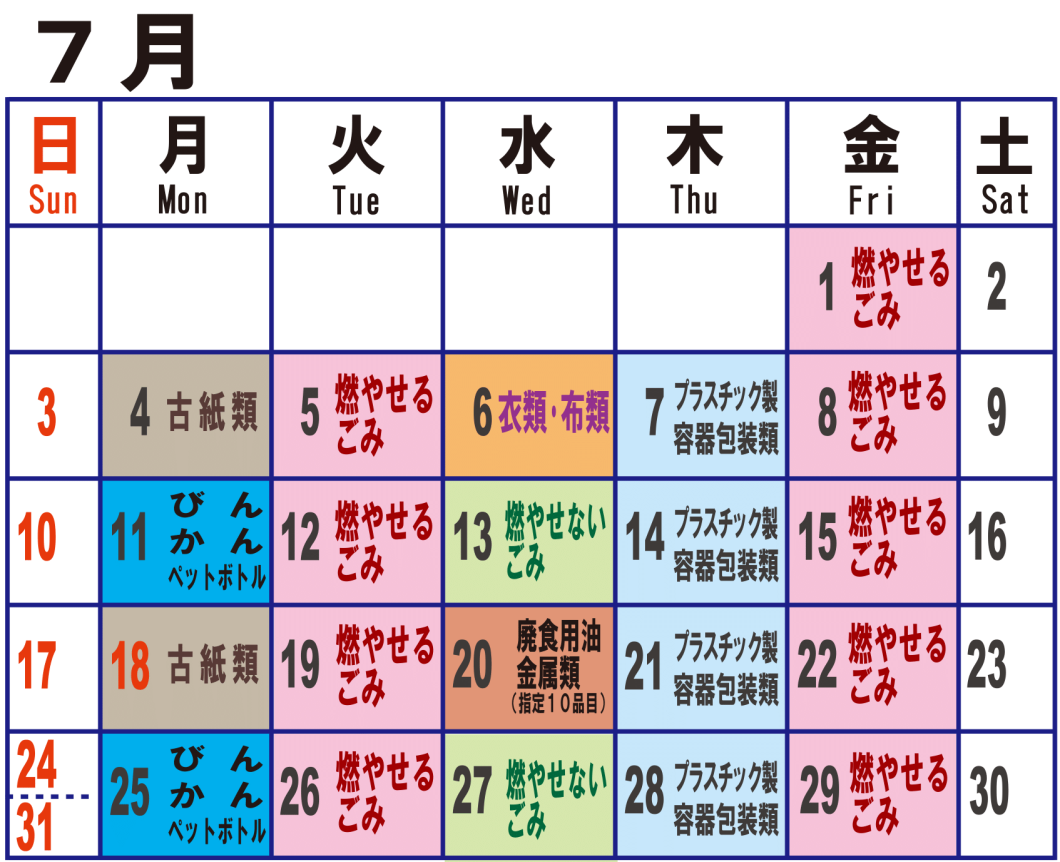 7月
日 月 火 水 木 金 土
Sun Mon Tue Wed Thu Fri Sat
1 燃やせる
ごみ
2
3
4 古紙類
5 燃やせる
ごみ
6 衣類・布類
7 プラスチック製
容器包装類
8 燃やせる
ごみ
9
10
11 びん
かん
ペットボトル
12 燃やせる
ごみ
13 燃やせない
ごみ
14 プラスチック製
容器包装類
15 燃やせる
ごみ
16
17
18 古紙類
19 燃やせる
ごみ
20 廃食用油
金属類
(指定10品目)
21 プラスチック製
容器包装類
22 燃やせる
ごみ
23
24
31
25 びん
かん
ペットボトル
26 燃やせる
ごみ
27 燃やせない
ごみ
28 プラスチック製
容器包装類
29 燃やせる
ごみ
30